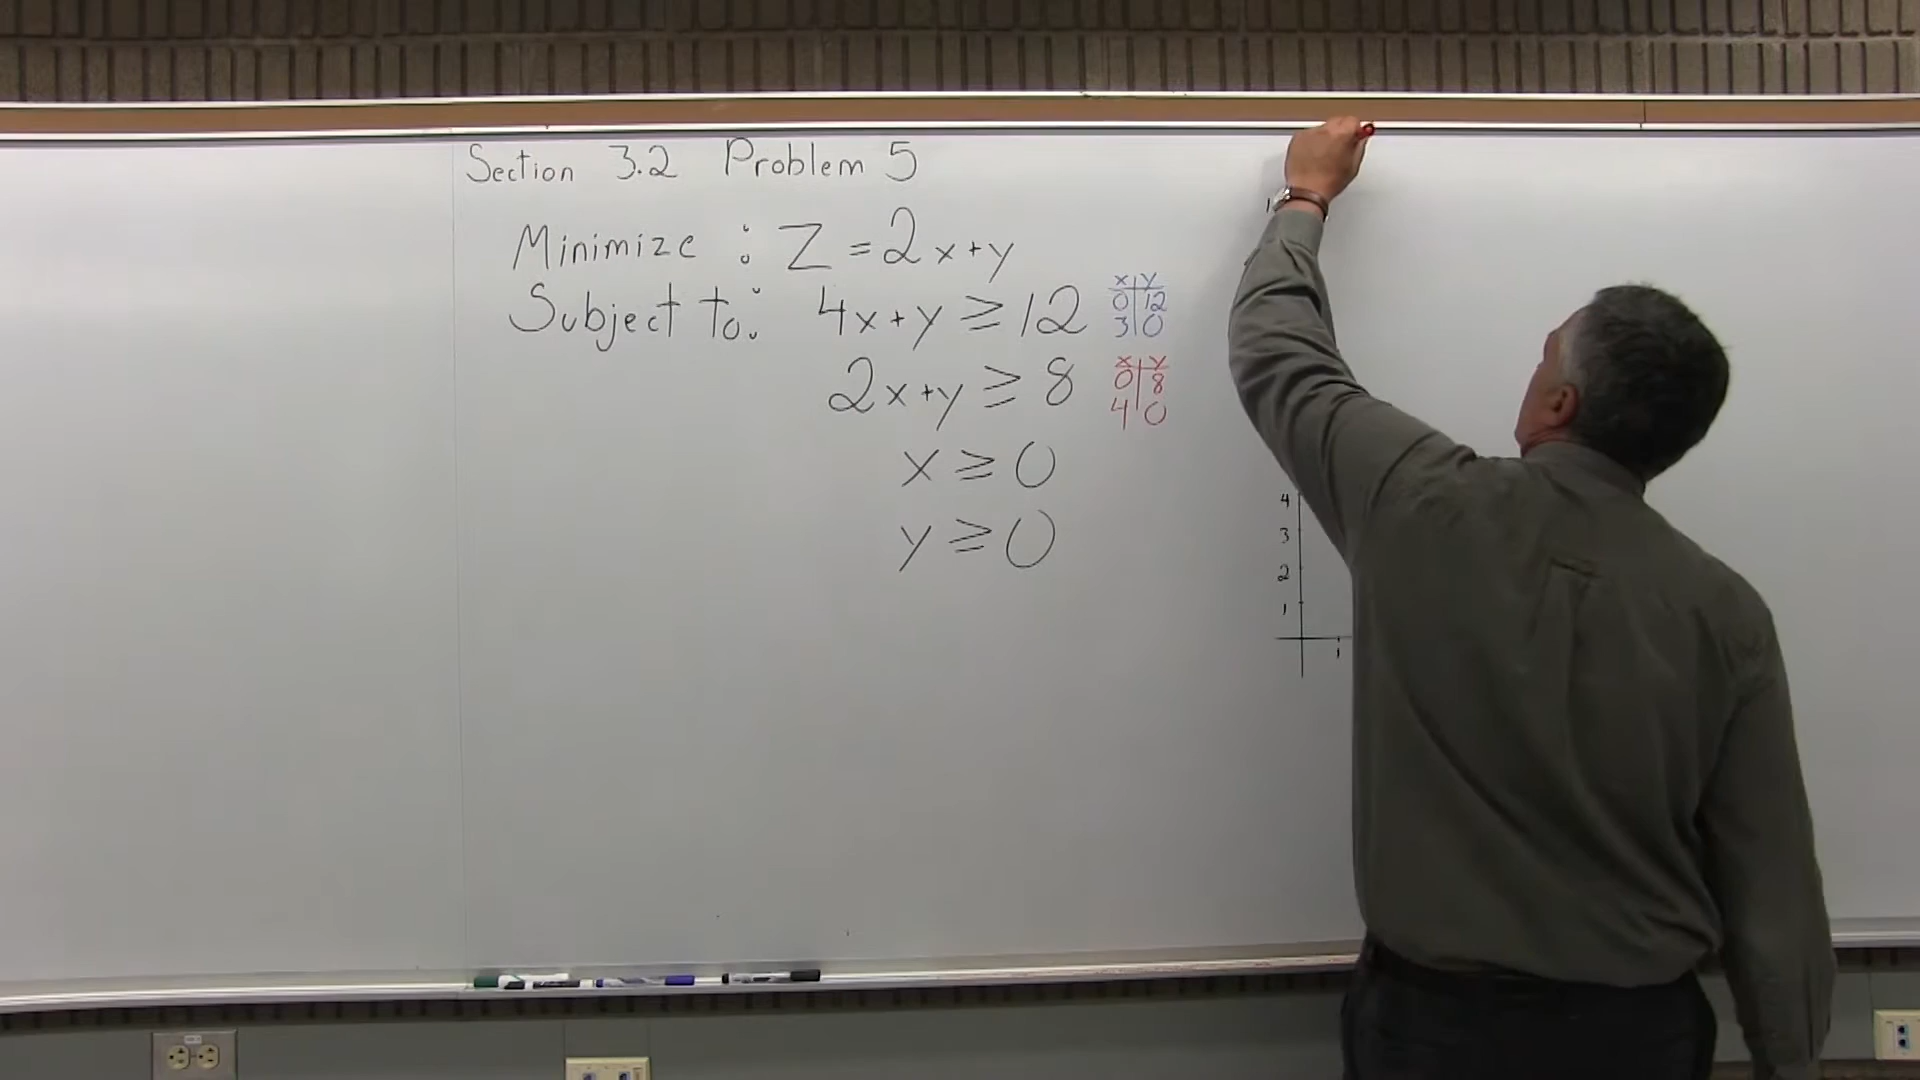 Section 3.2 Problem 5
Minimize : Z = 2x+y
Subject to: 4x+y ≥ 12
2x+y ≥ 8
x ≥ 0
y ≥ 0
x y
0 12
3 0
x y
0 8
4 0
4
3
2
1
1